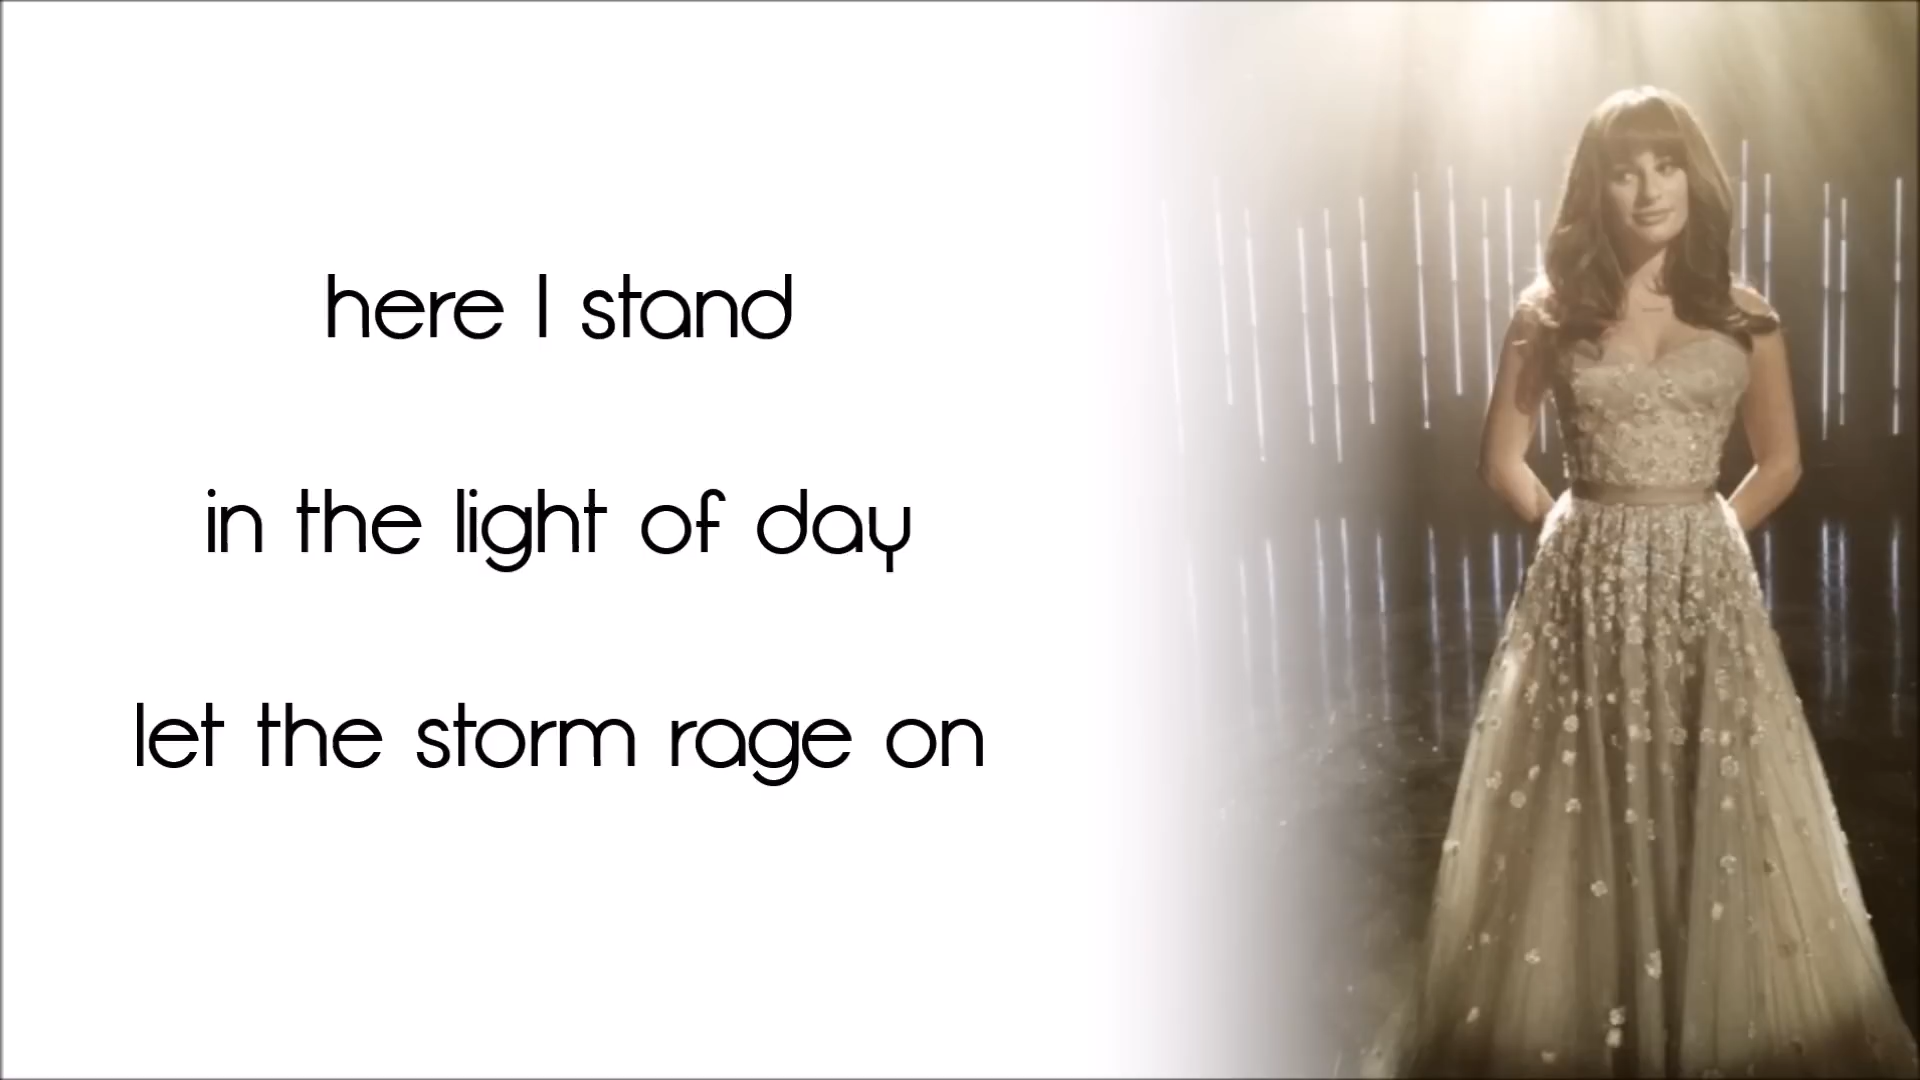 here I stand
in the light of day
let the storm rage on